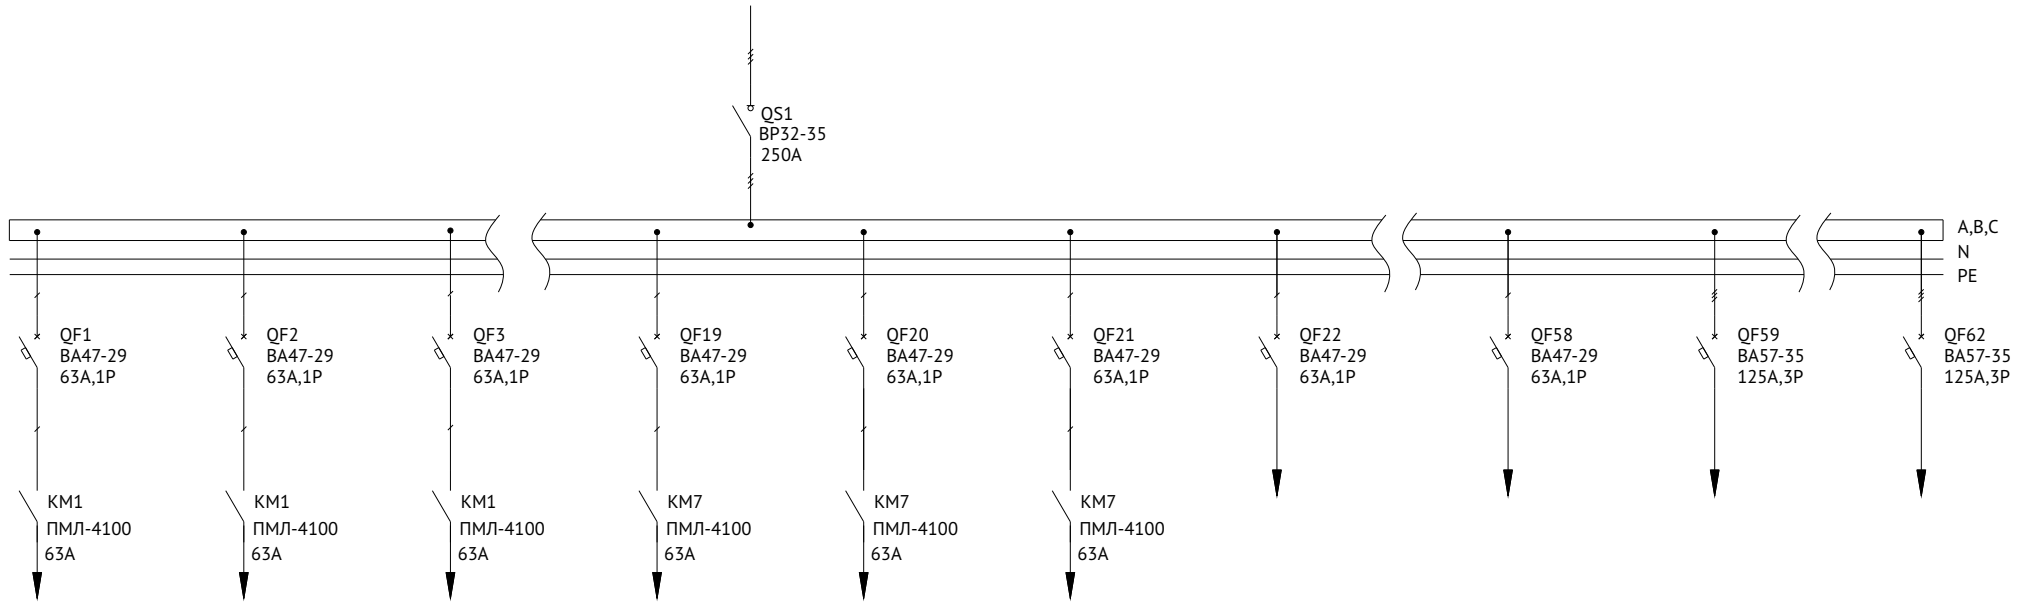 QS1
ВР32-35
250А
А,В,С
N
PE
QF1
ВА47-29
63А,1Р
QF2
ВА47-29
63А,1Р
QF3
ВА47-29
63А,1Р
QF19
ВА47-29
63А,1Р
QF20
ВА47-29
63А,1Р
QF21
ВА47-29
63А,1Р
QF22
ВА47-29
63А,1Р
QF58
ВА47-29
63А,1Р
QF59
ВА57-35
125А,3Р
QF62
ВА57-35
125А,3Р
КМ1
ПМЛ-4100
63А
КМ1
ПМЛ-4100
63А
КМ1
ПМЛ-4100
63А
КМ7
ПМЛ-4100
63А
КМ7
ПМЛ-4100
63А
КМ7
ПМЛ-4100
63А